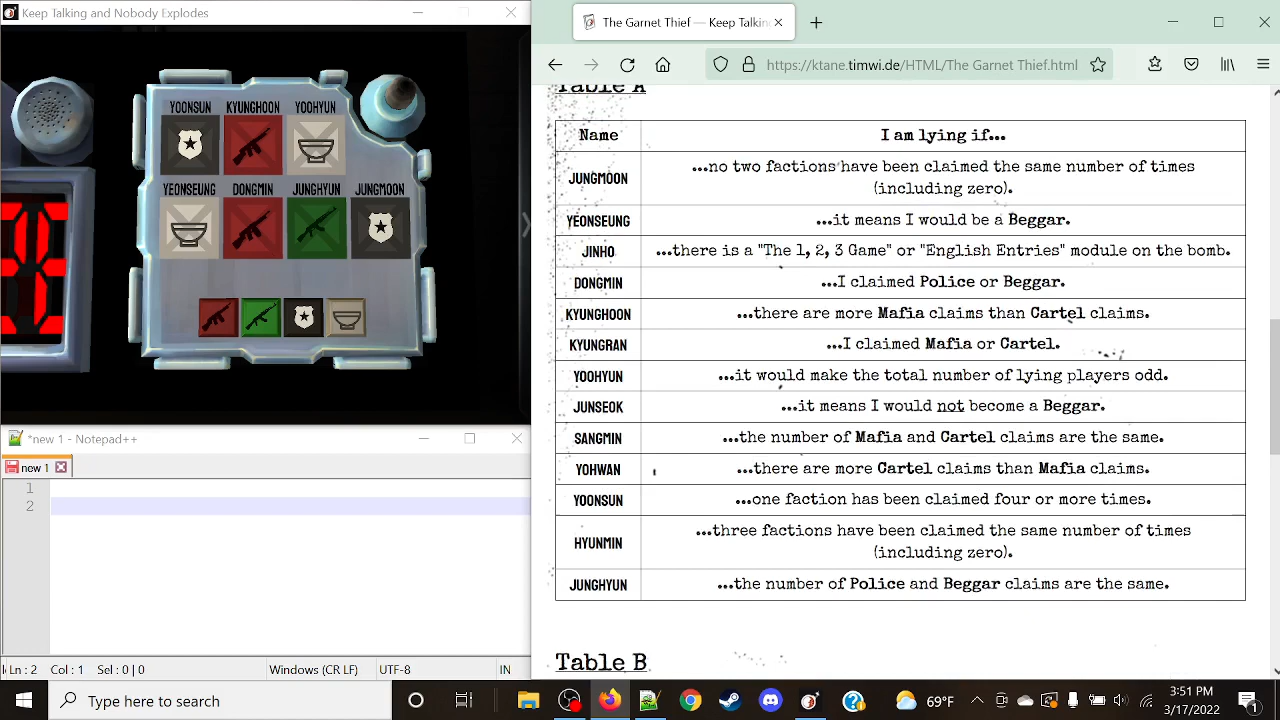 Keep Talking and Nobody Explodes
YOONSUN KYUNGHOON YOOHYUN
YEONSEUNG DONGMIN JUNGHYUN JUNGMOON
*new 1 - Notepad++
new 1
1
2
Ln : 2 Col : 1 Sel : 0 | 0 Windows (CR LF) UTF-8 IN
The Garnet Thief — Keep Talking
https://ktane.timwi.de/HTML/The Garnet Thief.html
Table A
Name I am lying if...
JUNGMOON ...no two factions have been claimed the same number of times
(including zero).
YEONSEUNG ...it means I would be a Beggar.
JINHO ...there is a "The 1, 2, 3 Game" or "English Entries" module on the bomb.
DONGMIN ...I claimed Police or Beggar.
KYUNGHOON ...there are more Mafia claims than Cartel claims.
KYUNGRAN ...I claimed Mafia or Cartel.
YOOHYUN ...it would make the total number of lying players odd.
JUNSEOK ...it means I would not become a Beggar.
SANGMIN ...the number of Mafia and Cartel claims are the same.
YOHWAN ...there are more Cartel claims than Mafia claims.
YOONSUN ...one faction has been claimed four or more times.
HYUNMIN ...three factions have been claimed the same number of times
(including zero).
JUNGHYUN ...the number of Police and Beggar claims are the same.
Table B
Type here to search
69°F
3:51 PM
3/17/2022
1